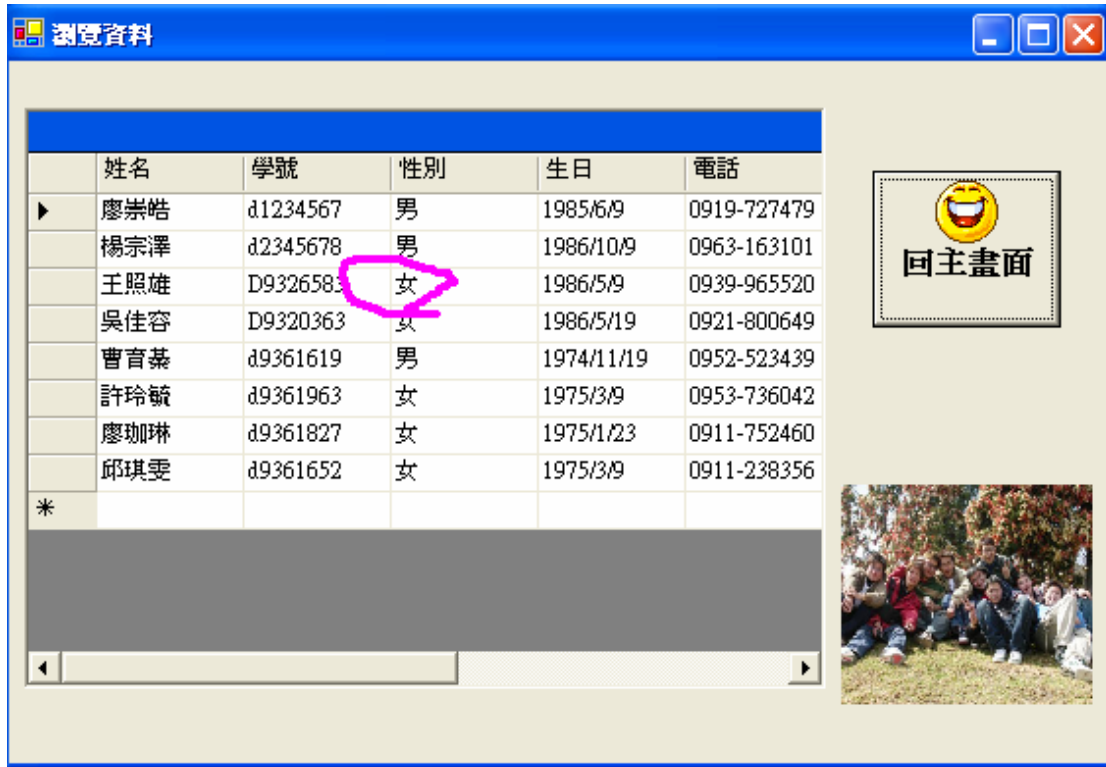 瀏覽資料
姓名 學號 性別 生日 電話
廖崇皓 d1234567 男 1985/6/9 0919-727479
楊宗澤 d2345678 男 1986/10/9 0963-163101
王照雄 D9326583 女 1986/5/9 0939-965520
吳佳容 D9320363 女 1986/5/19 0921-800649
曹育棻 d9361619 男 1974/11/19 0952-523439
許玲毓 d9361963 女 1975/3/9 0953-736042
廖珈琳 d9361827 女 1975/1/23 0911-752460
邱琪雯 d9361652 女 1975/3/9 0911-238356
回主畫面